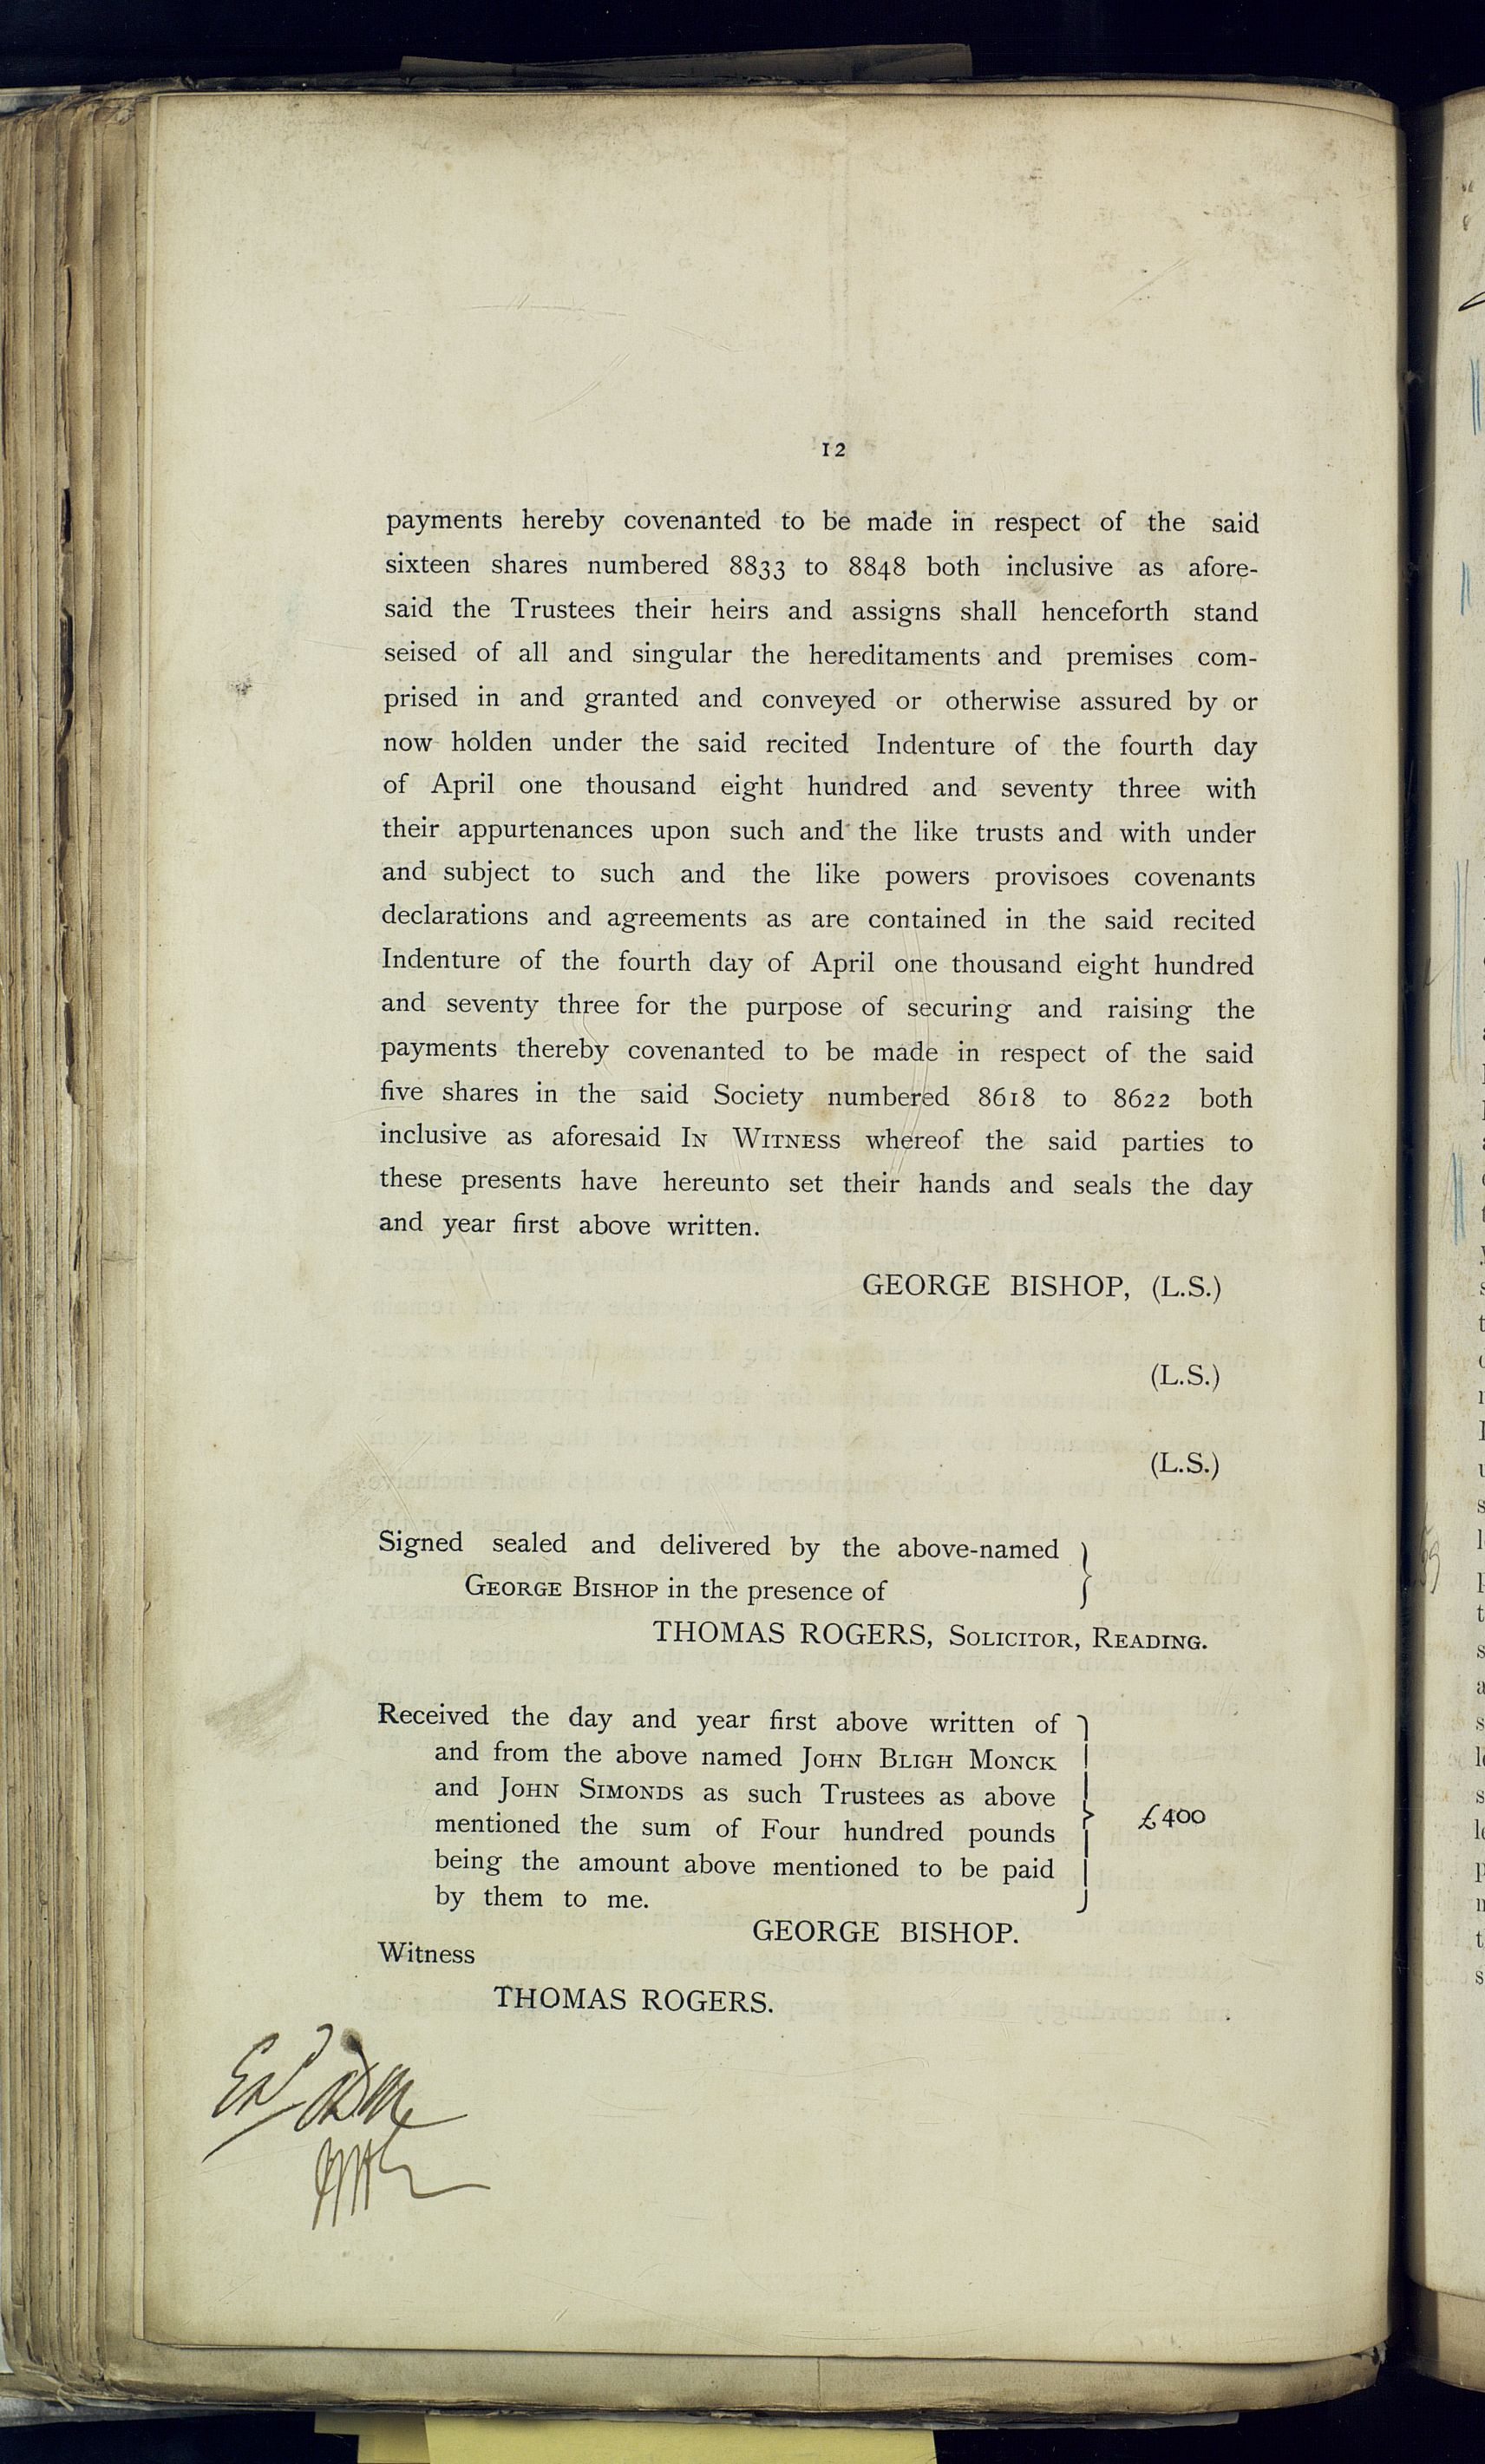 12
payments hereby covenanted to be made in respect of the said
sixteen shares numbered 8833 to 8848 both inclusive as afore-
said the Trustees their heirs and assigns shall henceforth stand
seised of all and singular the hereditaments and premises com-
prised in and granted and conveyed or otherwise assured by or
now holden under the said recited Indenture of the fourth day
of April one thousand eight hundred and seventy three with
their appurtenances upon such and the like trusts and with under
and subject to such and the like powers provisoes covenants
declarations and agreements as are contained in the said recited
Indenture of the fourth day of April one thousand eight hundred
and seventy three for the purpose of securing and raising the
payments thereby covenanted to be made in respect of the said
five shares in the said Society numbered 8618 to 8622 both
inclusive as aforesaid IN WITNESS whereof the said parties to
these presents have hereunto set their hands and seals the day
and year first above written.
GEORGE BISHOP, (L.S.)
(L.S.)
(L.S.)
Signed sealed and delivered by the above-named
GEORGE BISHOP in the presence of
THOMAS ROGERS, SOLICITOR, READING.
Received the day and year first above written of
and from the above named JOHN BLIGH MONCK
and JOHN SIMONDS as such Trustees as above
mentioned the sum of Four hundred pounds £400
being the amount above mentioned to be paid
by them to me.
GEORGE BISHOP.
Witness
THOMAS ROGERS.